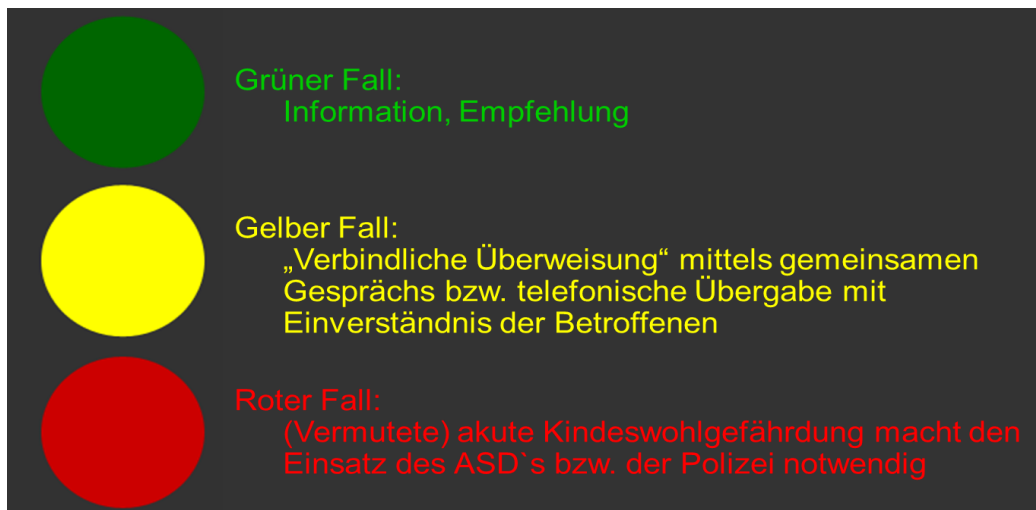 Grüner Fall:
Information, Empfehlung
Gelber Fall:
„Verbindliche Überweisung“ mittels gemeinsamen
Gesprächs bzw. telefonische Übergabe mit
Einverständnis der Betroffenen
Roter Fall:
(Vermutete) akute Kindeswohlgefährdung macht den
Einsatz des ASD`s bzw. der Polizei notwendig